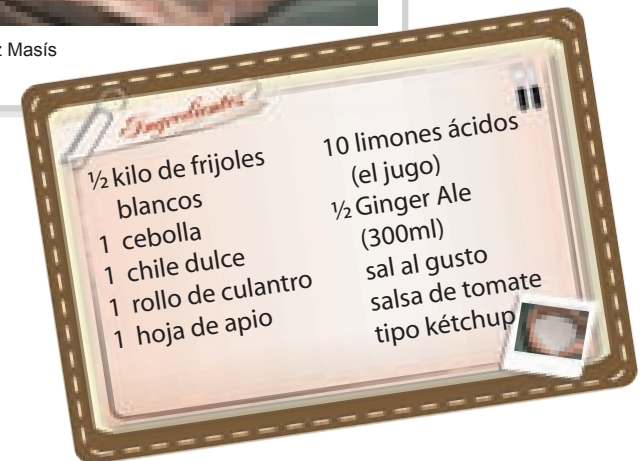 z Masís
Ingredientes
½ kilo de frijoles
blancos
1 cebolla
1 chile dulce
1 rollo de culantro
1 hoja de apio
10 limones ácidos
(el jugo)
½ Ginger Ale
(300ml)
sal al gusto
salsa de tomate
tipo kétchup